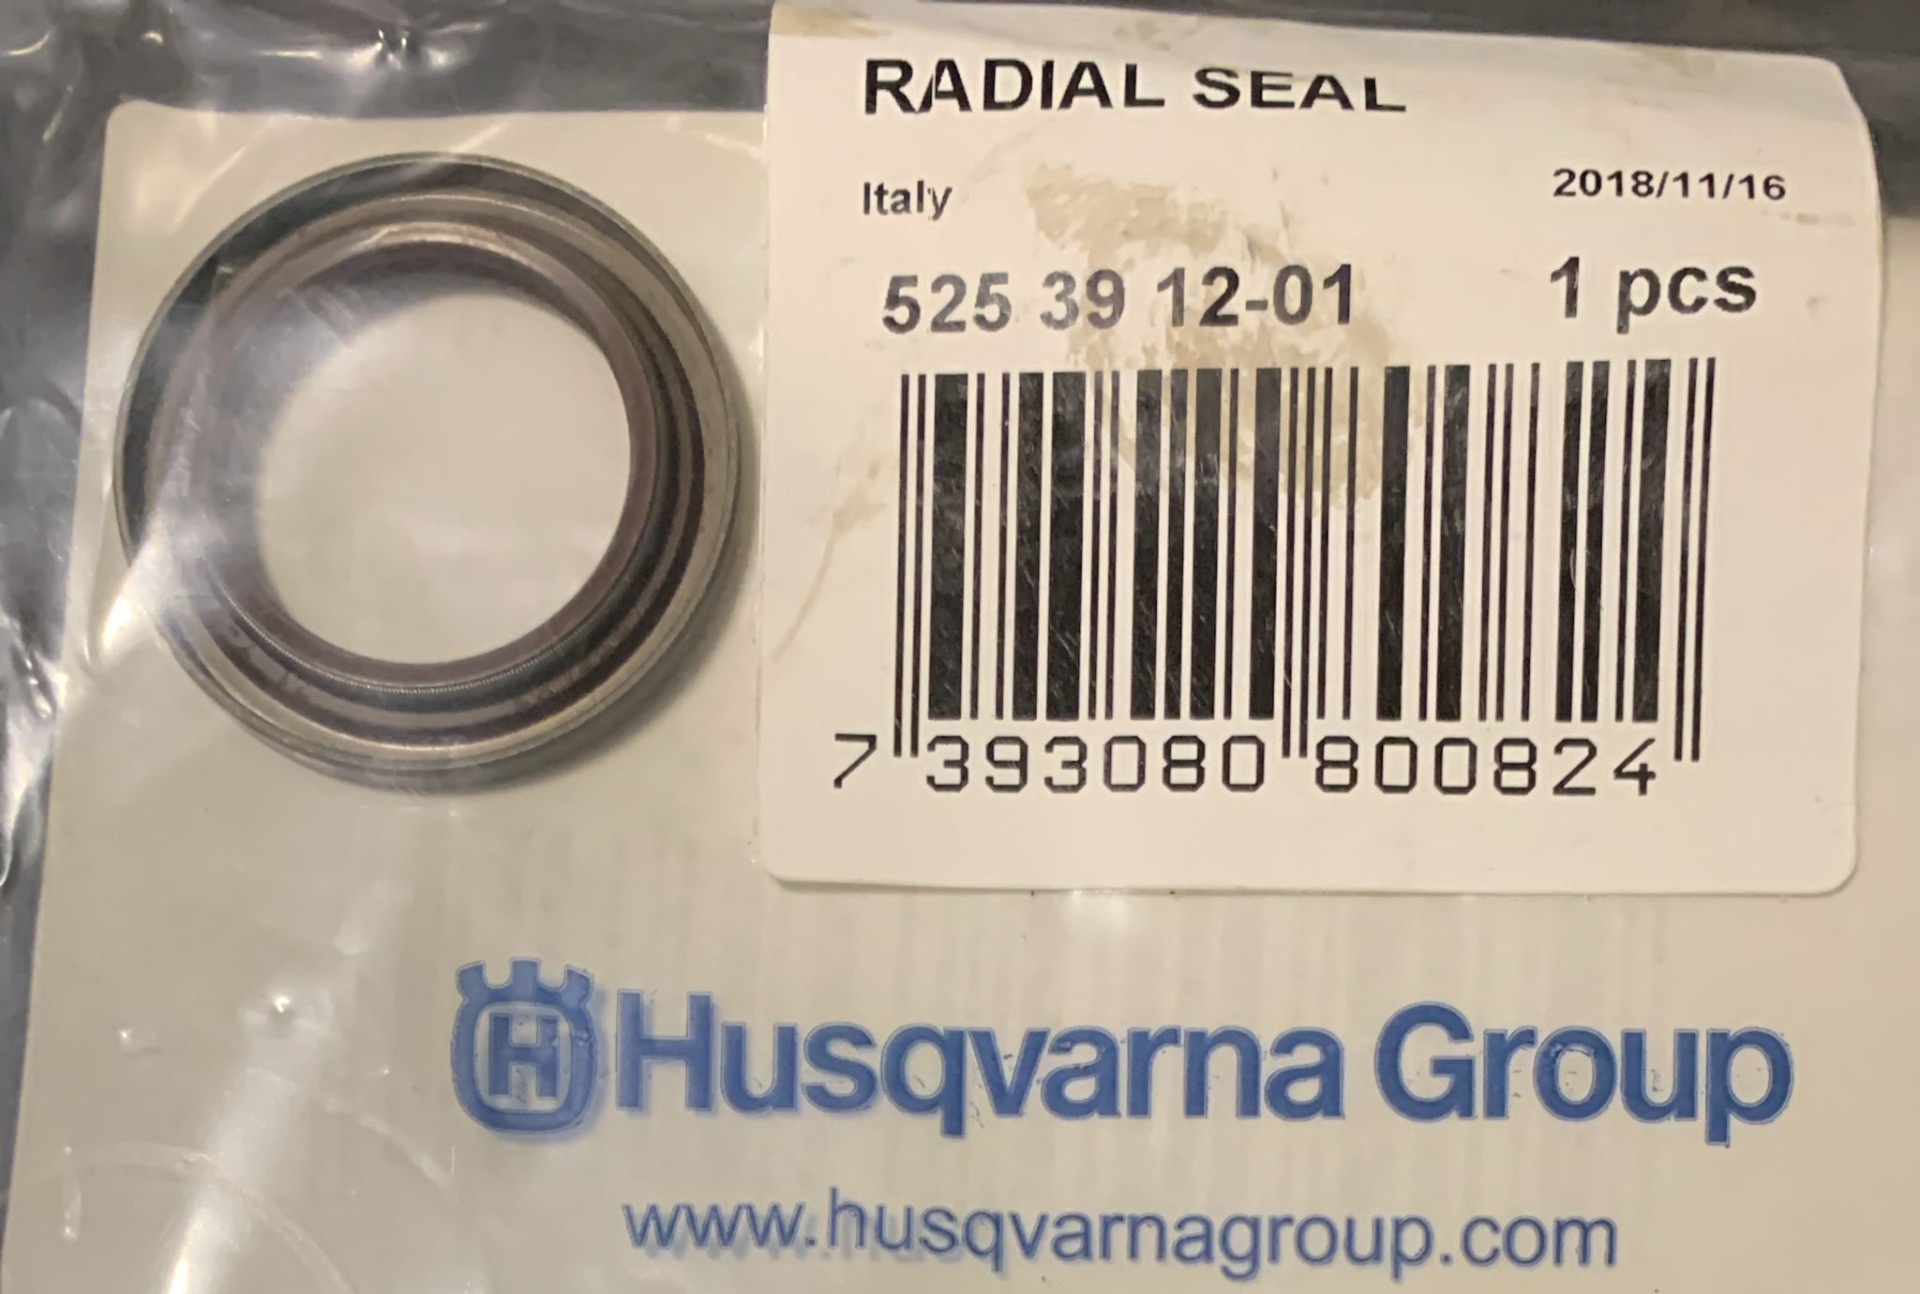 RADIAL SEAL
Italy 2018/11/16
525 39 12-01 1 pcs
7 393080 800824
H Husqvarna Group
www.husqvarnagroup.com